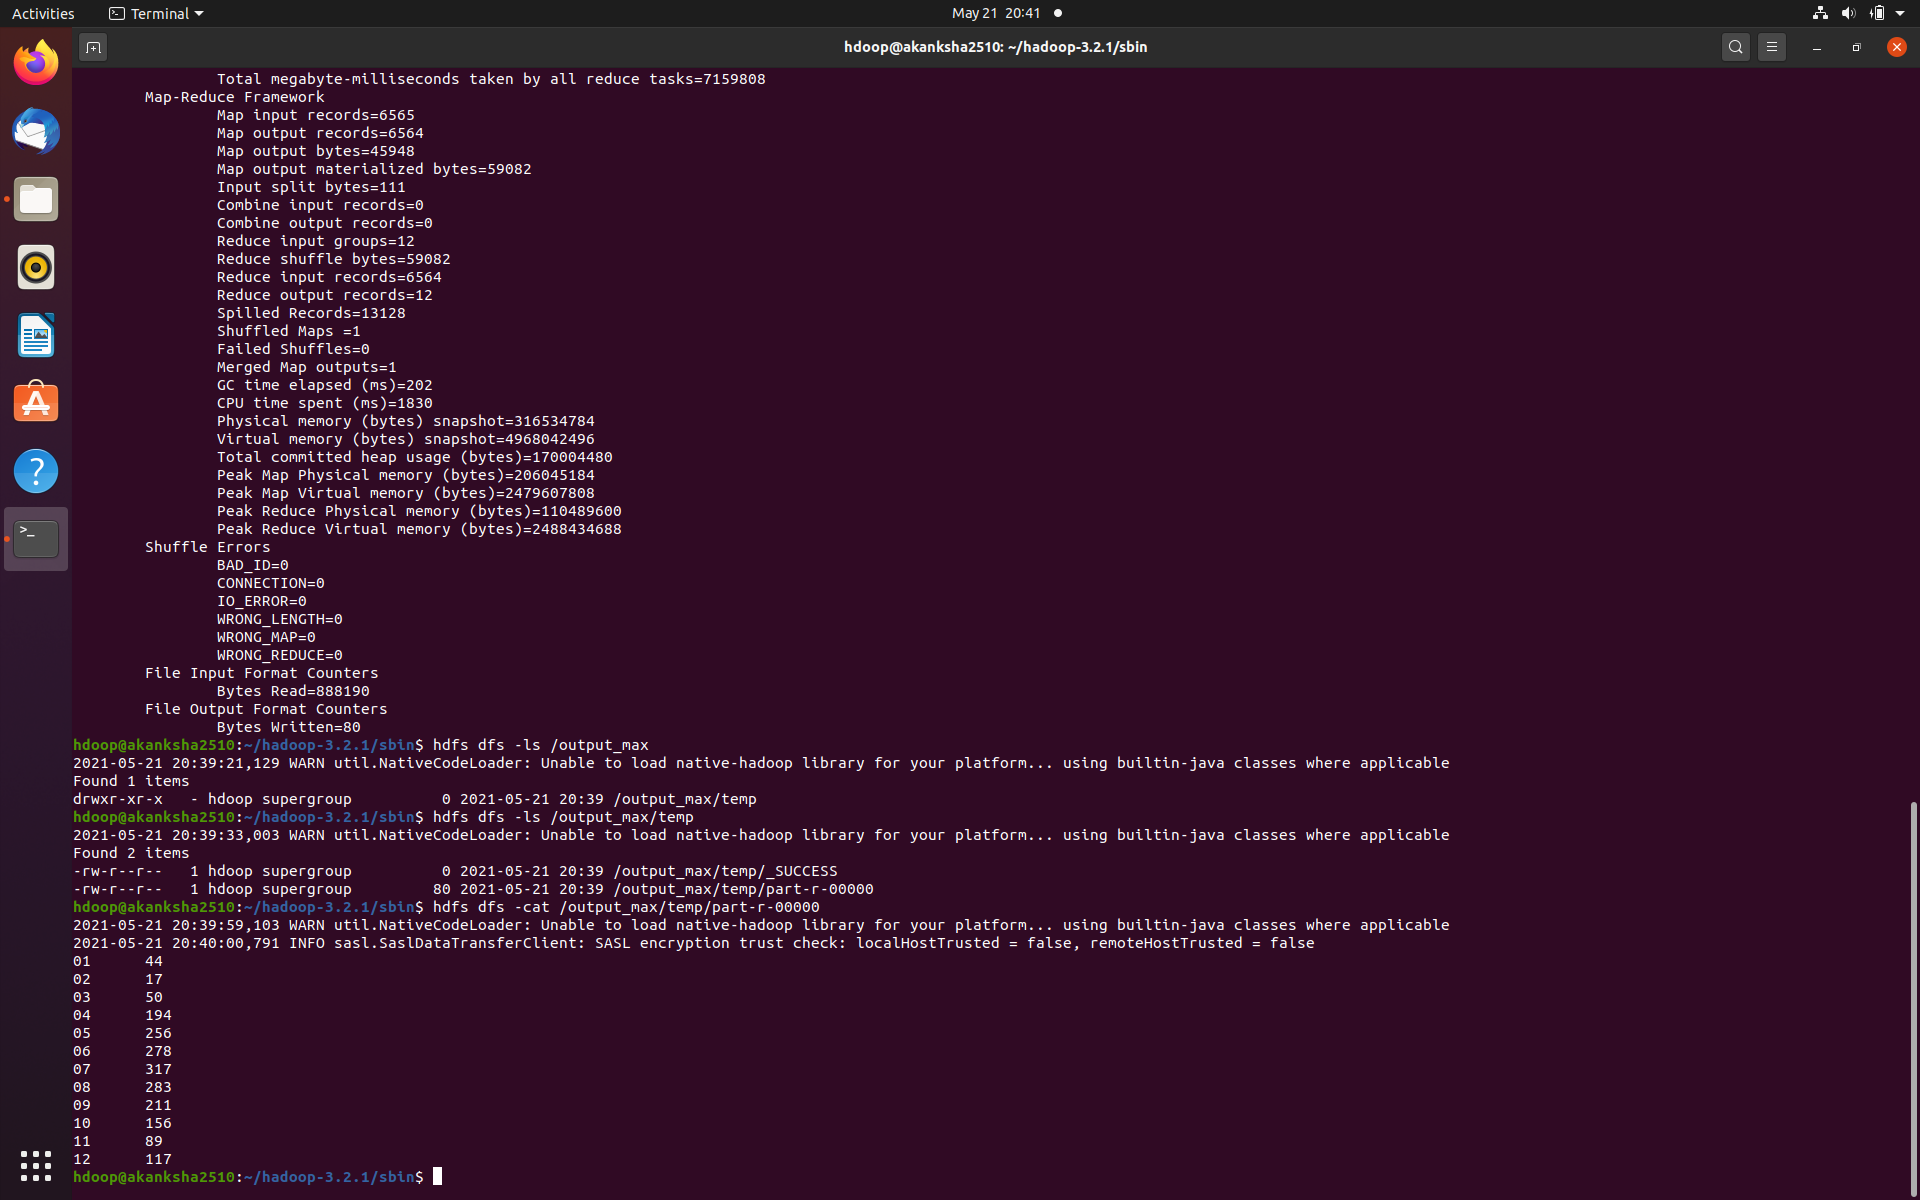 Activities Terminal May 21 20:41
hdoop@akanksha2510: ~/hadoop-3.2.1/sbin
Total megabyte-milliseconds taken by all reduce tasks=7159808
Map-Reduce Framework
Map input records=6565
Map output records=6564
Map output bytes=45948
Map output materialized bytes=59082
Input split bytes=111
Combine input records=0
Combine output records=0
Reduce input groups=12
Reduce shuffle bytes=59082
Reduce input records=6564
Reduce output records=12
Spilled Records=13128
Shuffled Maps =1
Failed Shuffles=0
Merged Map outputs=1
GC time elapsed (ms)=202
CPU time spent (ms)=1830
Physical memory (bytes) snapshot=316534784
Virtual memory (bytes) snapshot=4968042496
Total committed heap usage (bytes)=170004480
Peak Map Physical memory (bytes)=206045184
Peak Map Virtual memory (bytes)=2479607808
Peak Reduce Physical memory (bytes)=110489600
Peak Reduce Virtual memory (bytes)=2488434688
Shuffle Errors
BAD_ID=0
CONNECTION=0
IO_ERROR=0
WRONG_LENGTH=0
WRONG_MAP=0
WRONG_REDUCE=0
File Input Format Counters
Bytes Read=888190
File Output Format Counters
Bytes Written=80
hdoop@akanksha2510:~/hadoop-3.2.1/sbin$ hdfs dfs -ls /output_max
2021-05-21 20:39:21,129 WARN util.NativeCodeLoader: Unable to load native-hadoop library for your platform... using builtin-java classes where applicable
Found 1 items
drwxr-xr-x   - hdoop supergroup          0 2021-05-21 20:39 /output_max/temp
hdoop@akanksha2510:~/hadoop-3.2.1/sbin$ hdfs dfs -ls /output_max/temp
2021-05-21 20:39:33,003 WARN util.NativeCodeLoader: Unable to load native-hadoop library for your platform... using builtin-java classes where applicable
Found 2 items
-rw-r--r--   1 hdoop supergroup          0 2021-05-21 20:39 /output_max/temp/_SUCCESS
-rw-r--r--   1 hdoop supergroup         80 2021-05-21 20:39 /output_max/temp/part-r-00000
hdoop@akanksha2510:~/hadoop-3.2.1/sbin$ hdfs dfs -cat /output_max/temp/part-r-00000
2021-05-21 20:39:59,103 WARN util.NativeCodeLoader: Unable to load native-hadoop library for your platform... using builtin-java classes where applicable
2021-05-21 20:40:00,791 INFO sasl.SaslDataTransferClient: SASL encryption trust check: localHostTrusted = false, remoteHostTrusted = false
01      44
02      17
03      50
04      194
05      256
06      278
07      317
08      283
09      211
10      156
11      89
12      117
hdoop@akanksha2510:~/hadoop-3.2.1/sbin$